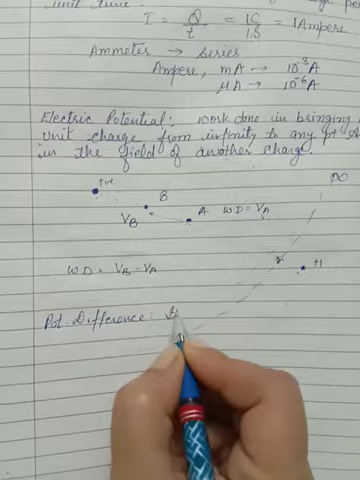 unit time.
I = Q/t = 1C/1S = 1 Ampere
Ammeter → Series
Ampere, mA → 10⁻³A
μA → 10⁻⁶A
Electric Potential: work done in bringing
unit charge from infinity to any pt A
in the field of another charge.
+ve
B
VB
A WD = VA
∞
+1
WD = VB - VA
Pot. Difference: